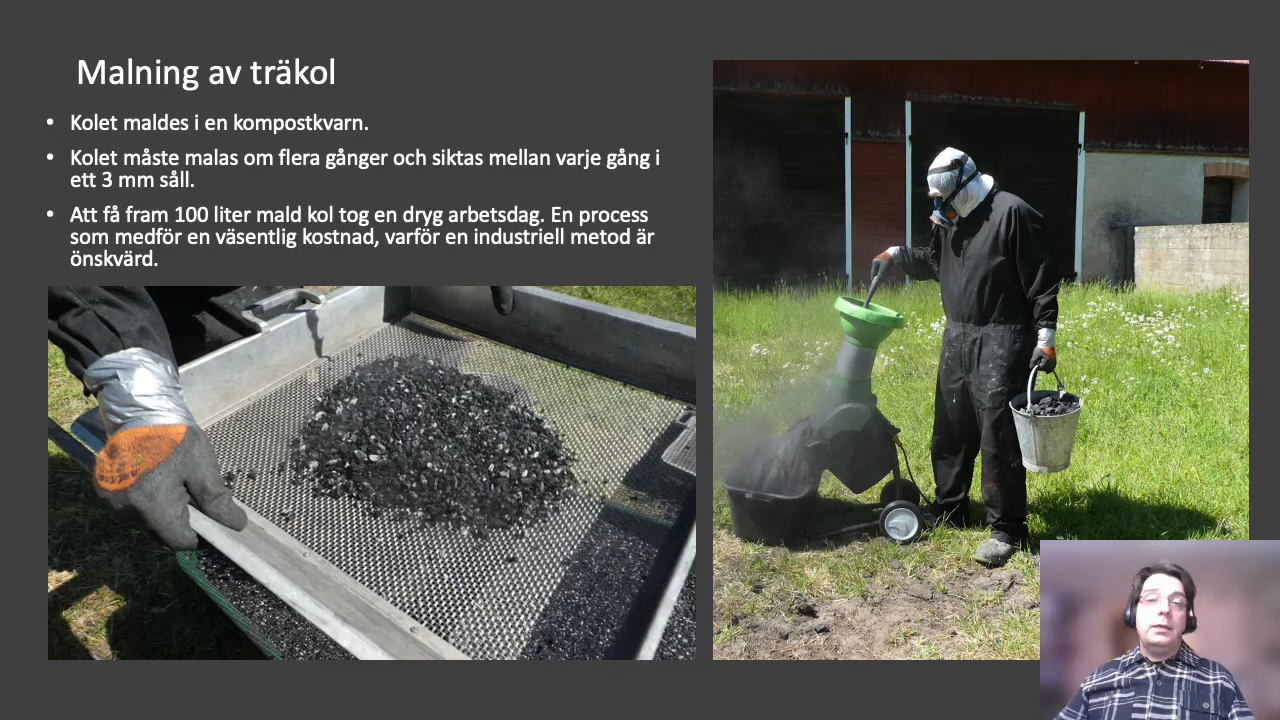 Malning av träkol
• Kolet maldes i en kompostkvarn.
• Kolet måste malas om flera gånger och siktas mellan varje gång i
ett 3 mm såll.
• Att få fram 100 liter mald kol tog en dryg arbetsdag. En process
som medför en väsentlig kostnad, varför en industriell metod är
önskvärd.